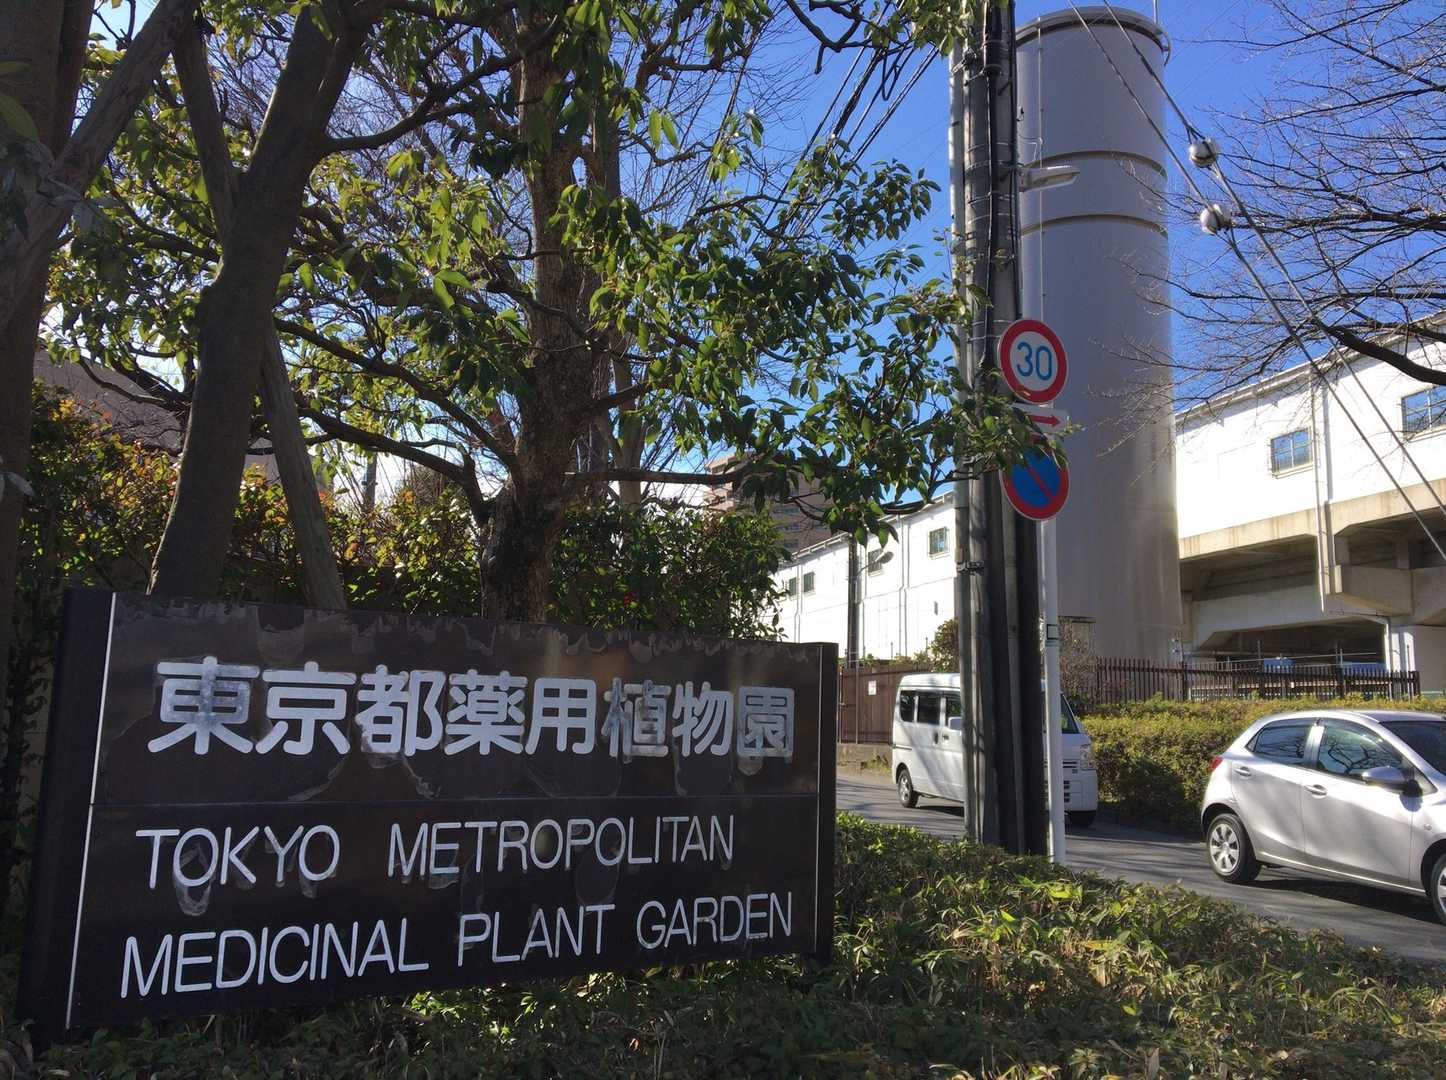 東京都薬用植物園
TOKYO METROPOLITAN
MEDICINAL PLANT GARDEN
30